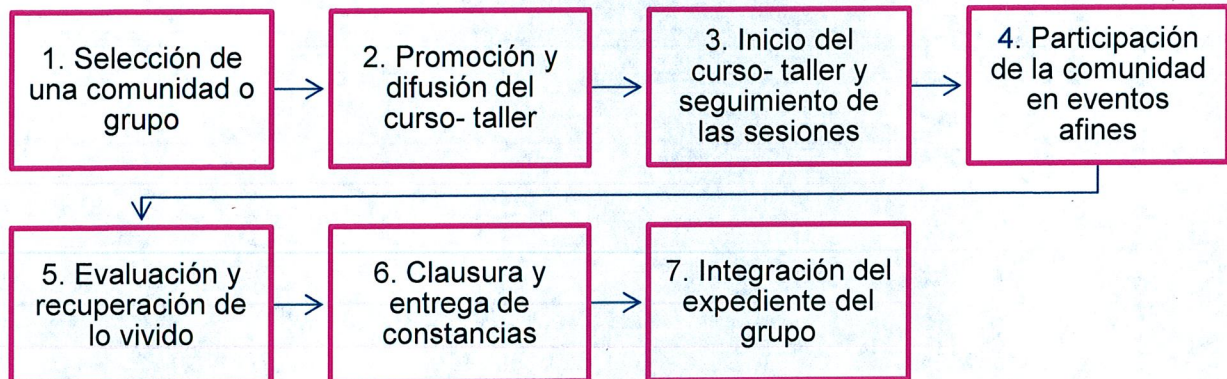 1. Selección de
una comunidad o
grupo
2. Promoción y
difusión del
curso- taller
3. Inicio del
curso- taller y
seguimiento de
las sesiones
4. Participación
de la comunidad
en eventos
afines
5. Evaluación y
recuperación de
lo vivido
6. Clausura y
entrega de
constancias
7. Integración del
expediente del
grupo